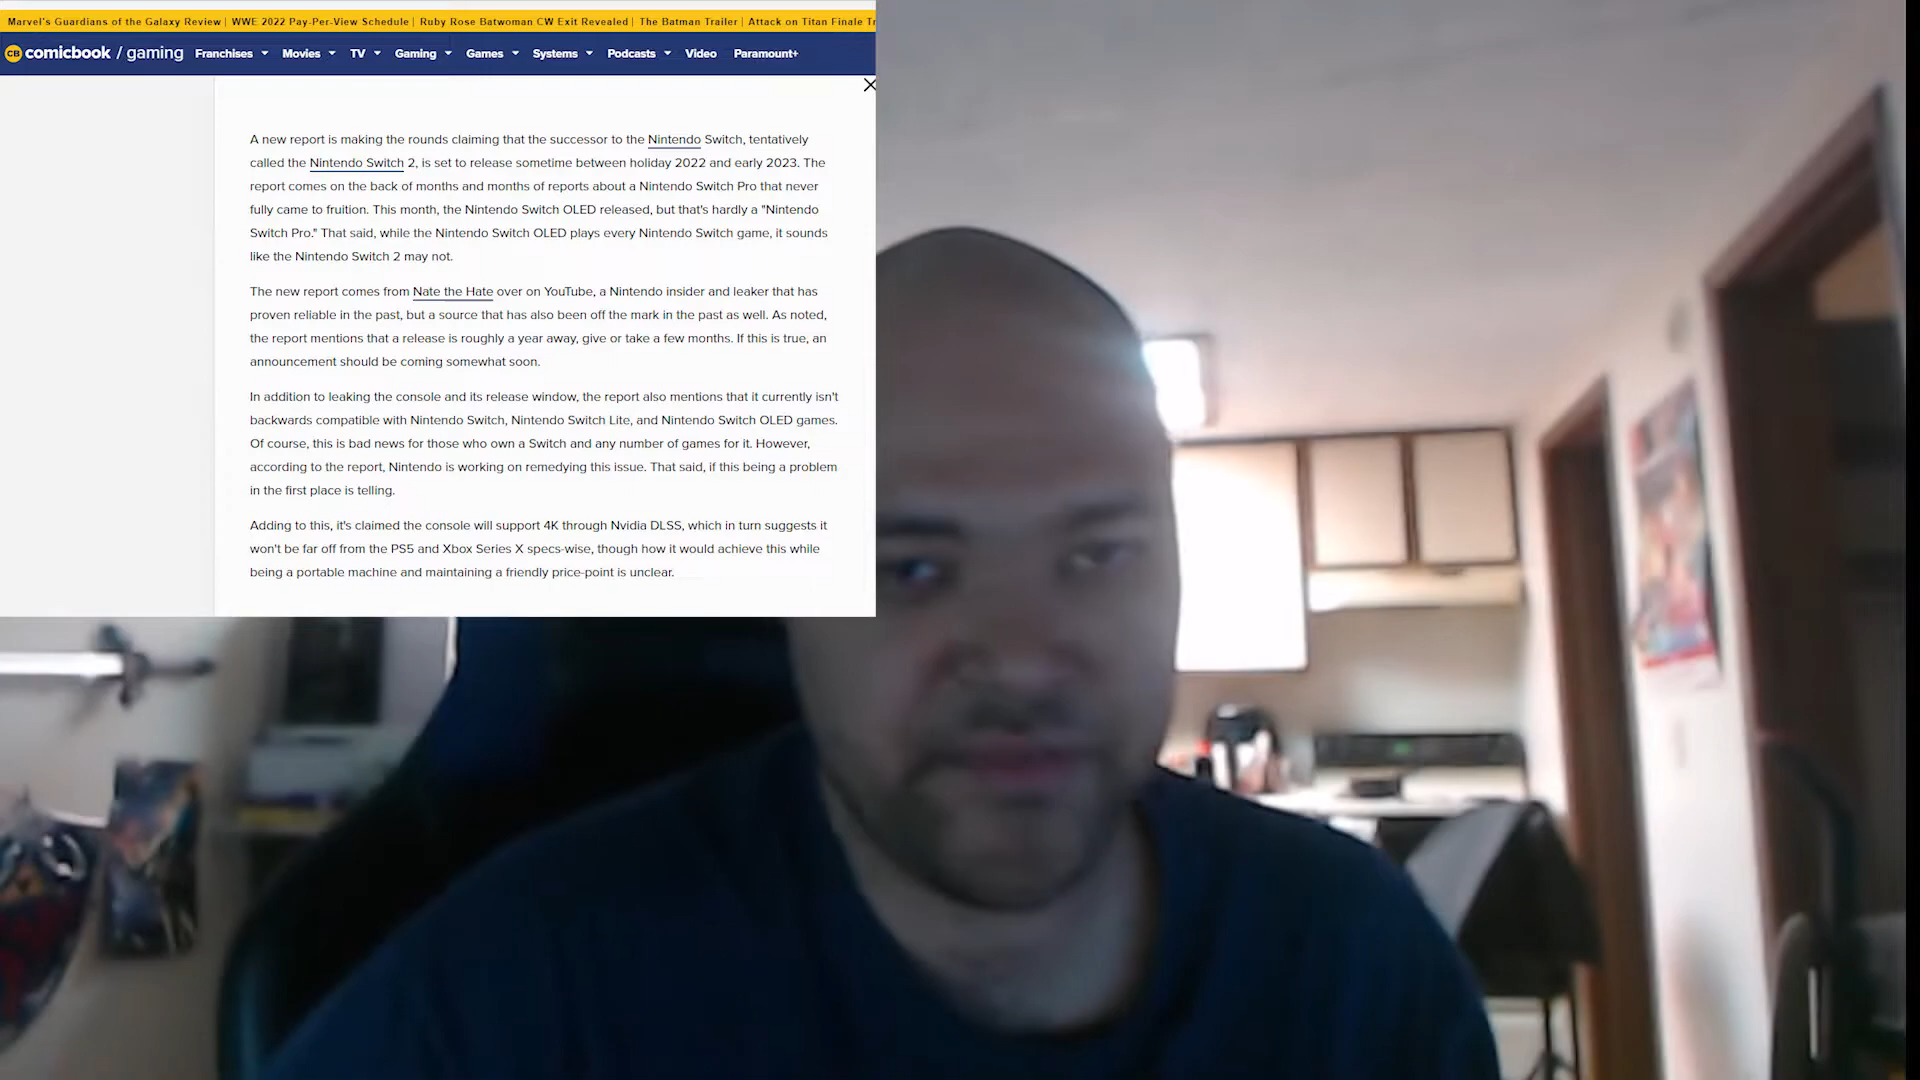 Marvel's Guardians of the Galaxy Review | WWE 2022 Pay-Per-View Schedule | Ruby Rose Batwoman CW Exit Revealed | The Batman Trailer | Attack on Titan Finale Tr
CB comicbook / gaming Franchises Movies TV Gaming Games Systems Podcasts Video Paramount+
A new report is making the rounds claiming that the successor to the Nintendo Switch, tentatively
called the Nintendo Switch 2, is set to release sometime between holiday 2022 and early 2023. The
report comes on the back of months and months of reports about a Nintendo Switch Pro that never
fully came to fruition. This month, the Nintendo Switch OLED released, but that's hardly a "Nintendo
Switch Pro." That said, while the Nintendo Switch OLED plays every Nintendo Switch game, it sounds
like the Nintendo Switch 2 may not.
The new report comes from Nate the Hate over on YouTube, a Nintendo insider and leaker that has
proven reliable in the past, but a source that has also been off the mark in the past as well. As noted,
the report mentions that a release is roughly a year away, give or take a few months. If this is true, an
announcement should be coming somewhat soon.
In addition to leaking the console and its release window, the report also mentions that it currently isn't
backwards compatible with Nintendo Switch, Nintendo Switch Lite, and Nintendo Switch OLED games.
Of course, this is bad news for those who own a Switch and any number of games for it. However,
according to the report, Nintendo is working on remedying this issue. That said, if this being a problem
in the first place is telling.
Adding to this, it's claimed the console will support 4K through Nvidia DLSS, which in turn suggests it
won't be far off from the PS5 and Xbox Series X specs-wise, though how it would achieve this while
being a portable machine and maintaining a friendly price-point is unclear.